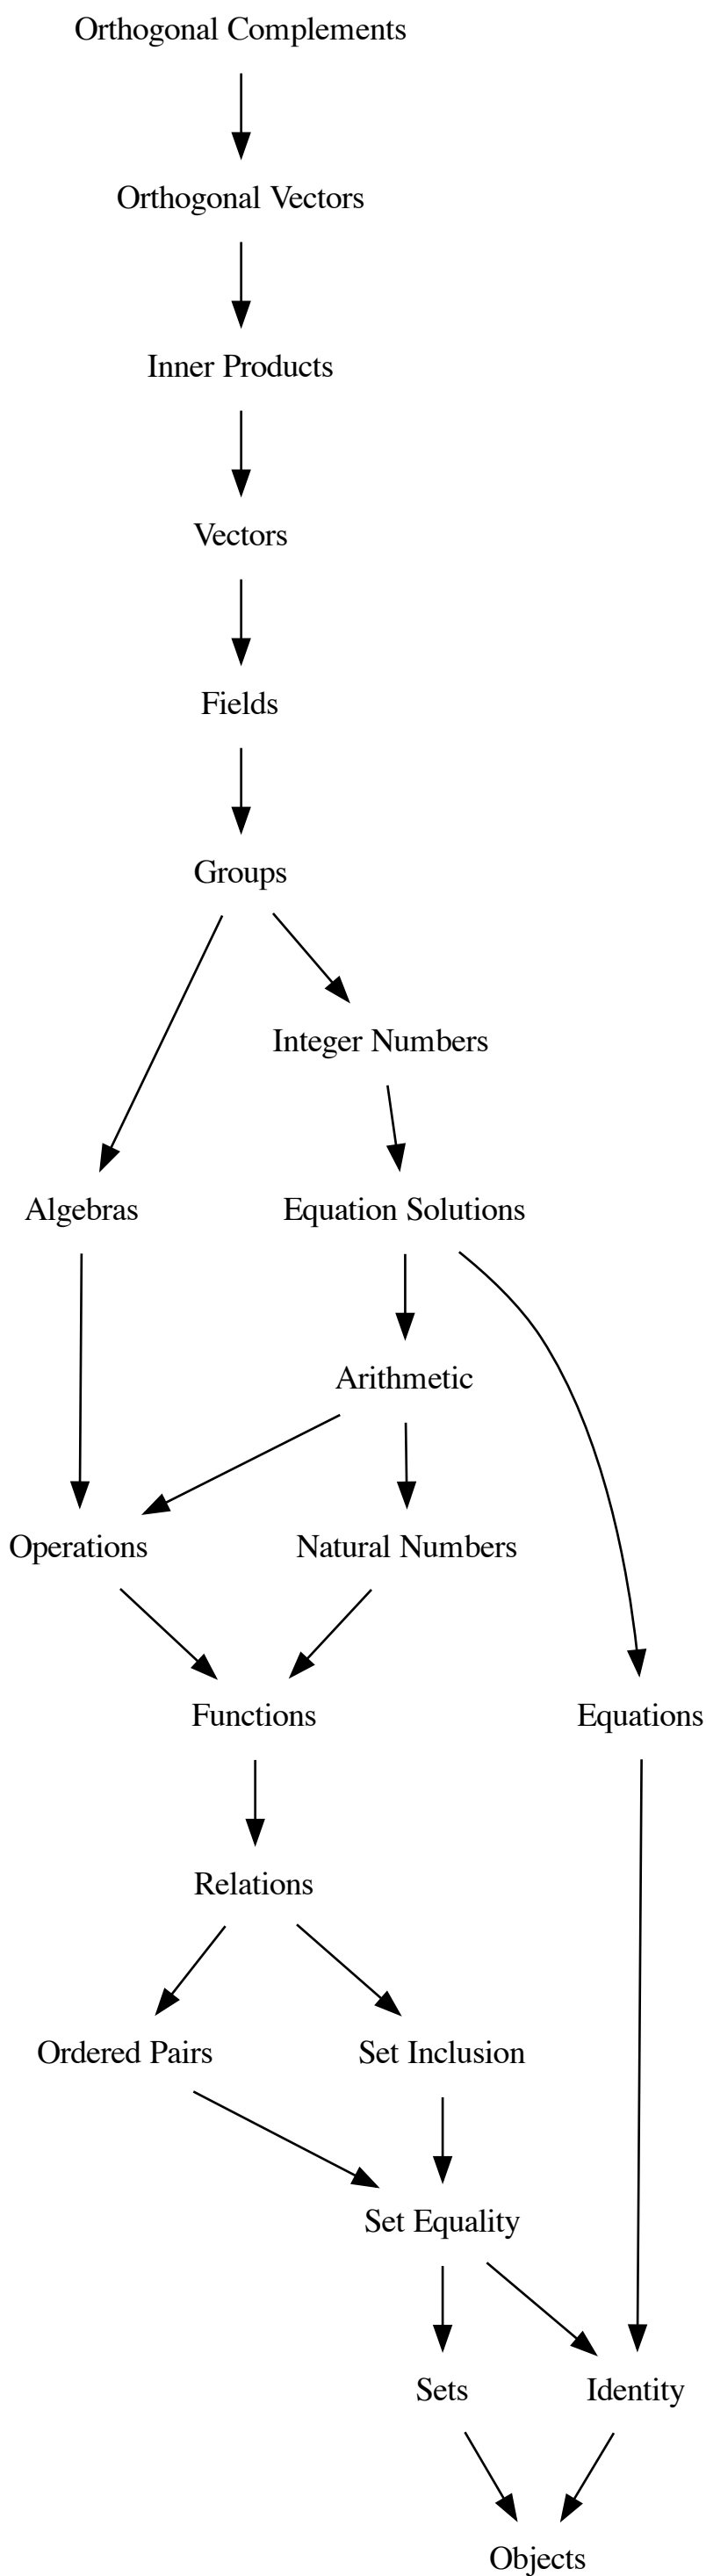 Orthogonal Complements
Orthogonal Vectors
Inner Products
Vectors
Fields
Groups
Integer Numbers
Algebras
Equation Solutions
Arithmetic
Operations
Natural Numbers
Functions
Equations
Relations
Ordered Pairs
Set Inclusion
Set Equality
Sets
Identity
Objects